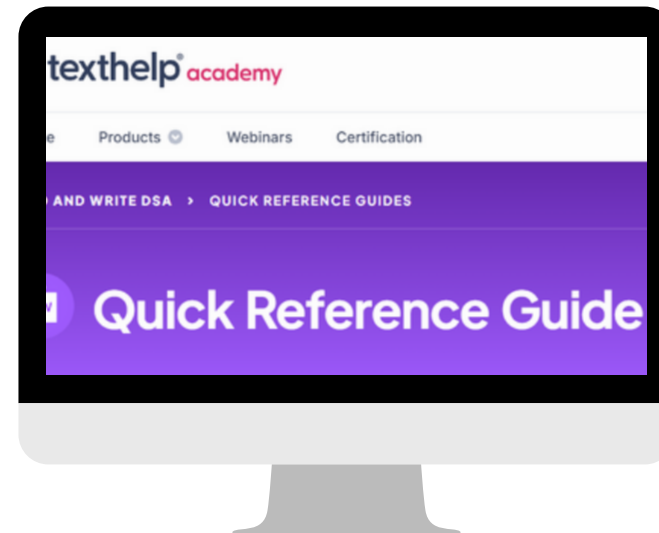 texthelp academy
e Products Webinars Certification
AND WRITE DSA > QUICK REFERENCE GUIDES
Quick Reference Guide